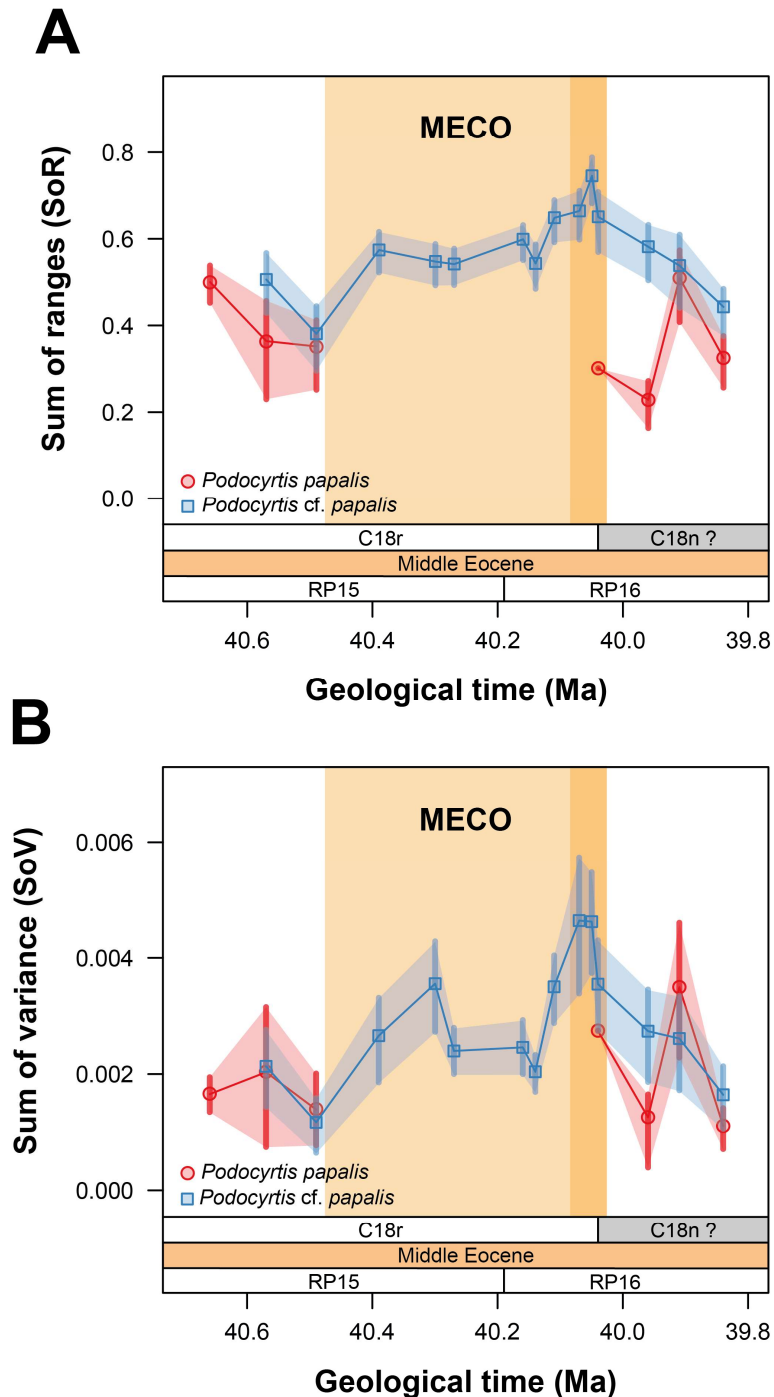 A
MECO
Sum of ranges (SoR)
0.8
0.6
0.4
0.2
0.0
Podocyrtis papalis
Podocyrtis cf. papalis
C18r C18n ?
Middle Eocene
RP15 RP16
40.6 40.4 40.2 40.0 39.8
Geological time (Ma)
B
MECO
Sum of variance (SoV)
0.006
0.004
0.002
0.000
Podocyrtis papalis
Podocyrtis cf. papalis
C18r C18n ?
Middle Eocene
RP15 RP16
40.6 40.4 40.2 40.0 39.8
Geological time (Ma)